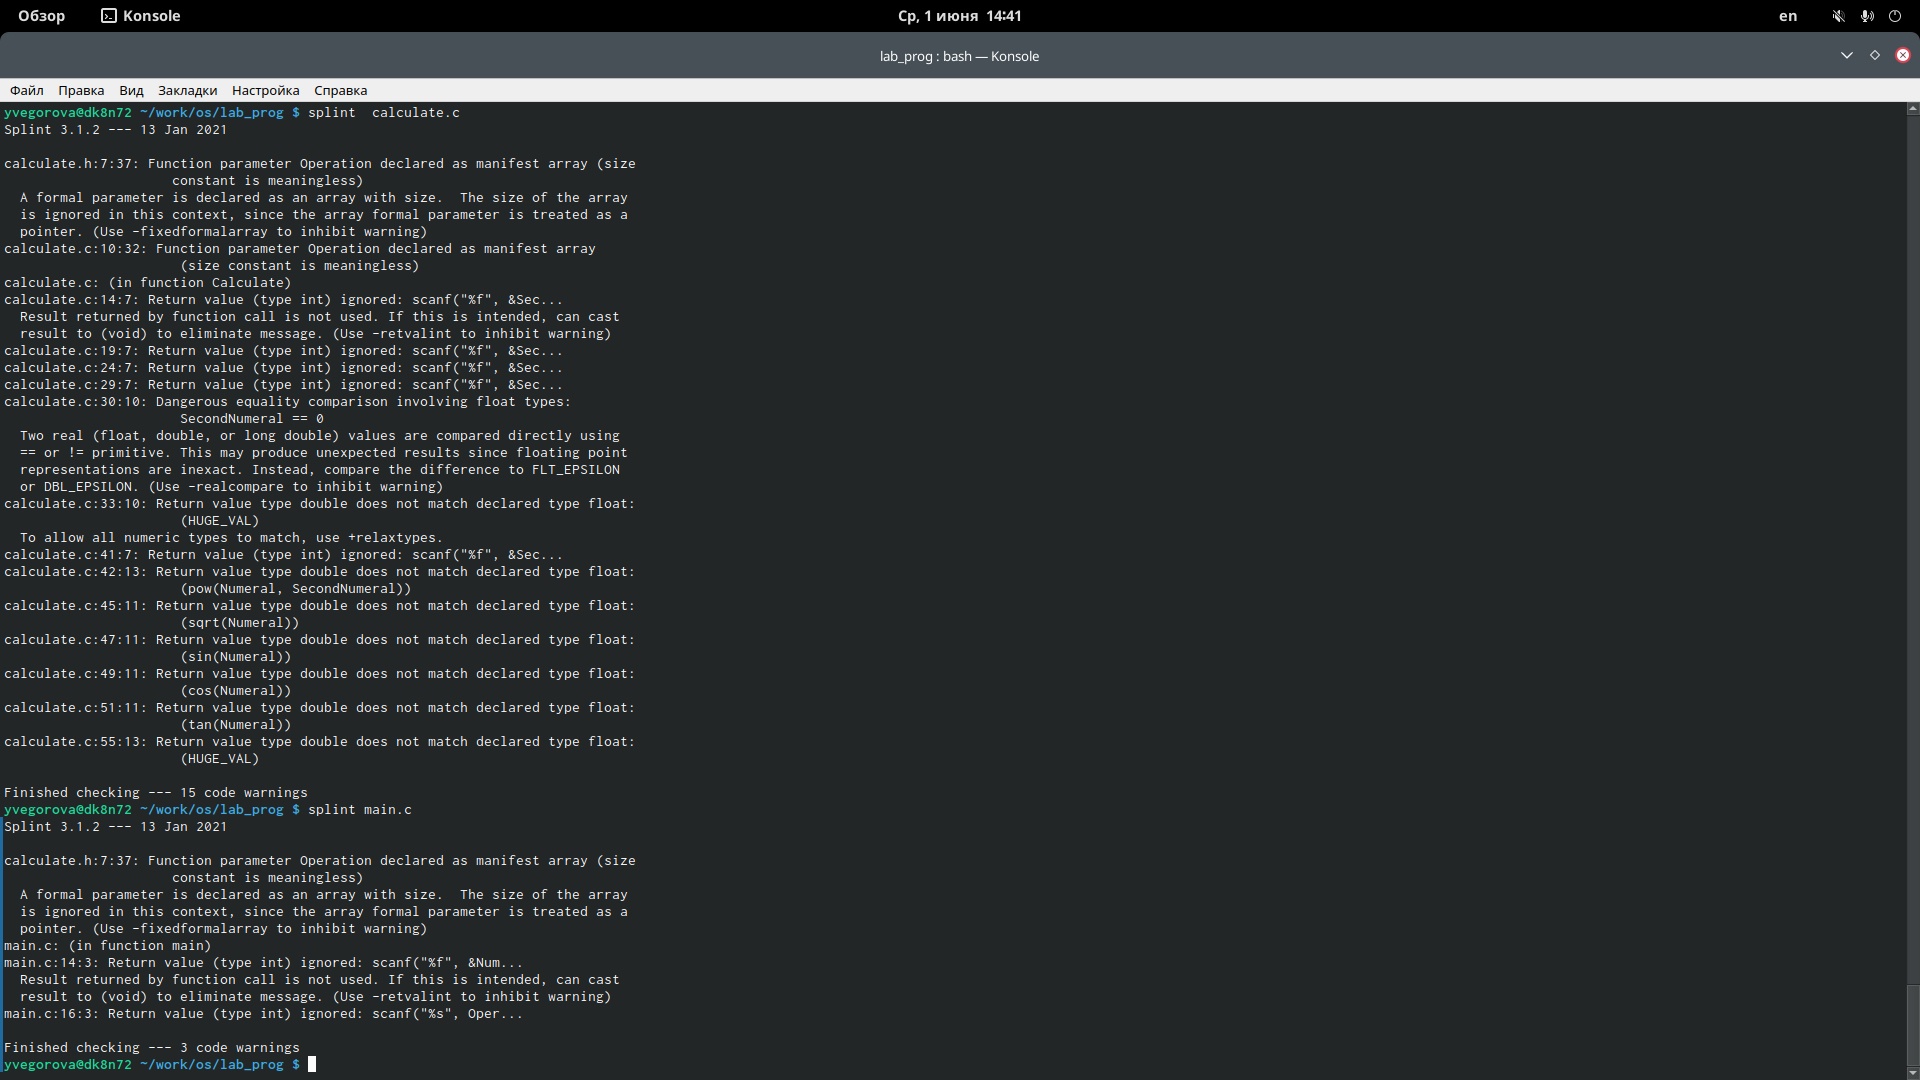 Обзор Konsole Ср, 1 июня 14:41 en
lab_prog : bash — Konsole
Файл Правка Вид Закладки Настройка Справка
yvegorova@dk8n72 ~/work/os/lab_prog $ splint  calculate.c
Splint 3.1.2 --- 13 Jan 2021

calculate.h:7:37: Function parameter Operation declared as manifest array (size
                     constant is meaningless)
  A formal parameter is declared as an array with size.  The size of the array
  is ignored in this context, since the array formal parameter is treated as a
  pointer. (Use -fixedformalarray to inhibit warning)
calculate.c:10:32: Function parameter Operation declared as manifest array
                      (size constant is meaningless)
calculate.c: (in function Calculate)
calculate.c:14:7: Return value (type int) ignored: scanf("%f", &Sec...
  Result returned by function call is not used. If this is intended, can cast
  result to (void) to eliminate message. (Use -retvalint to inhibit warning)
calculate.c:19:7: Return value (type int) ignored: scanf("%f", &Sec...
calculate.c:24:7: Return value (type int) ignored: scanf("%f", &Sec...
calculate.c:29:7: Return value (type int) ignored: scanf("%f", &Sec...
calculate.c:30:10: Dangerous equality comparison involving float types:
                      SecondNumeral == 0
  Two real (float, double, or long double) values are compared directly using
  == or != primitive. This may produce unexpected results since floating point
  representations are inexact. Instead, compare the difference to FLT_EPSILON
  or DBL_EPSILON. (Use -realcompare to inhibit warning)
calculate.c:33:10: Return value type double does not match declared type float:
                      (HUGE_VAL)
  To allow all numeric types to match, use +relaxtypes.
calculate.c:41:7: Return value (type int) ignored: scanf("%f", &Sec...
calculate.c:42:13: Return value type double does not match declared type float:
                      (pow(Numeral, SecondNumeral))
calculate.c:45:11: Return value type double does not match declared type float:
                      (sqrt(Numeral))
calculate.c:47:11: Return value type double does not match declared type float:
                      (sin(Numeral))
calculate.c:49:11: Return value type double does not match declared type float:
                      (cos(Numeral))
calculate.c:51:11: Return value type double does not match declared type float:
                      (tan(Numeral))
calculate.c:55:13: Return value type double does not match declared type float:
                      (HUGE_VAL)

Finished checking --- 15 code warnings
yvegorova@dk8n72 ~/work/os/lab_prog $ splint main.c
Splint 3.1.2 --- 13 Jan 2021

calculate.h:7:37: Function parameter Operation declared as manifest array (size
                     constant is meaningless)
  A formal parameter is declared as an array with size.  The size of the array
  is ignored in this context, since the array formal parameter is treated as a
  pointer. (Use -fixedformalarray to inhibit warning)
main.c: (in function main)
main.c:14:3: Return value (type int) ignored: scanf("%f", &Num...
  Result returned by function call is not used. If this is intended, can cast
  result to (void) to eliminate message. (Use -retvalint to inhibit warning)
main.c:16:3: Return value (type int) ignored: scanf("%s", Oper...

Finished checking --- 3 code warnings
yvegorova@dk8n72 ~/work/os/lab_prog $